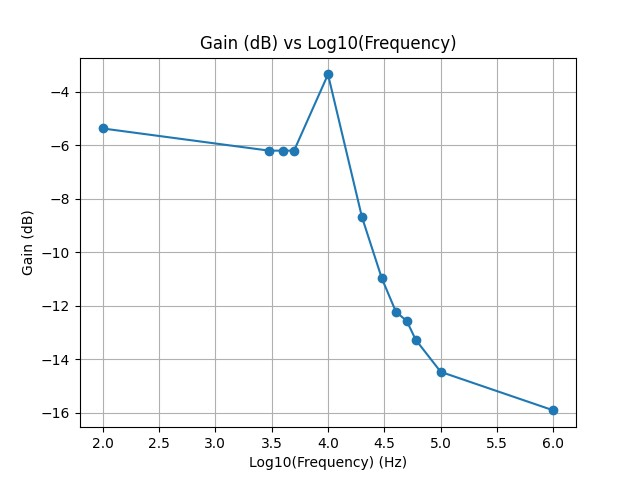 Gain (dB) vs Log10(Frequency)
Gain (dB)
−4
−6
−8
−10
−12
−14
−16
2.0 2.5 3.0 3.5 4.0 4.5 5.0 5.5 6.0
Log10(Frequency) (Hz)